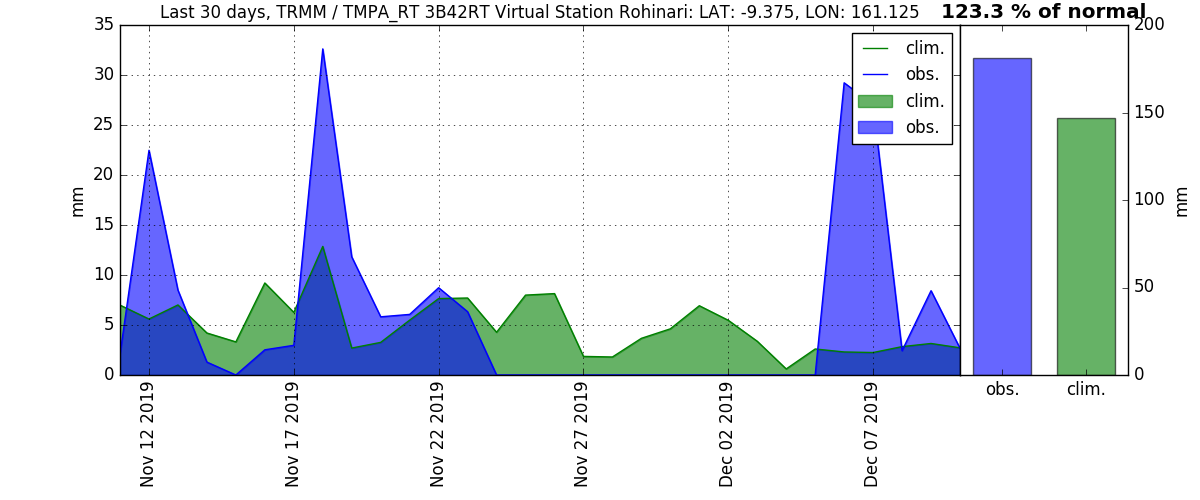 Last 30 days, TRMM / TMPA_RT 3B42RT Virtual Station Rohinari: LAT: -9.375, LON: 161.125
123.3 % of normal
35
30
25
20
15
10
5
0
mm
clim.
obs.
clim.
obs.
Nov 12 2019
Nov 17 2019
Nov 22 2019
Nov 27 2019
Dec 02 2019
Dec 07 2019
200
150
100
50
0
mm
obs.
clim.